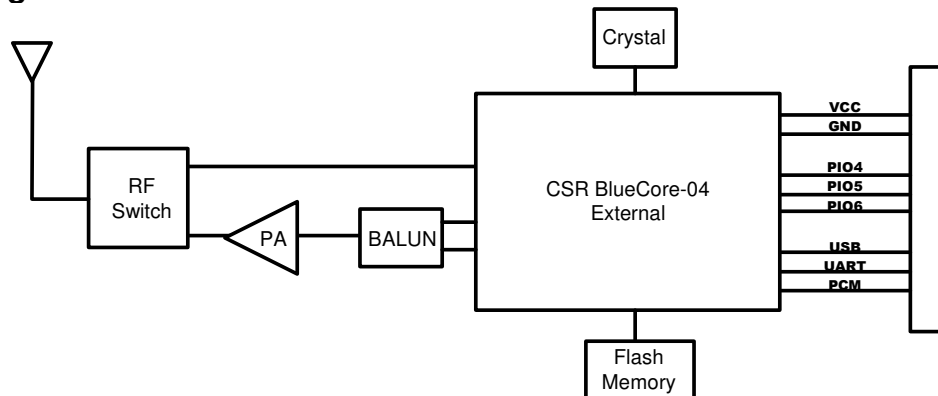 g
Crystal
VCC
GND
RF
Switch
PIO4
CSR BlueCore-04
External
PIO5
PIO6
PA
BALUN
USB
UART
PCM
Flash
Memory